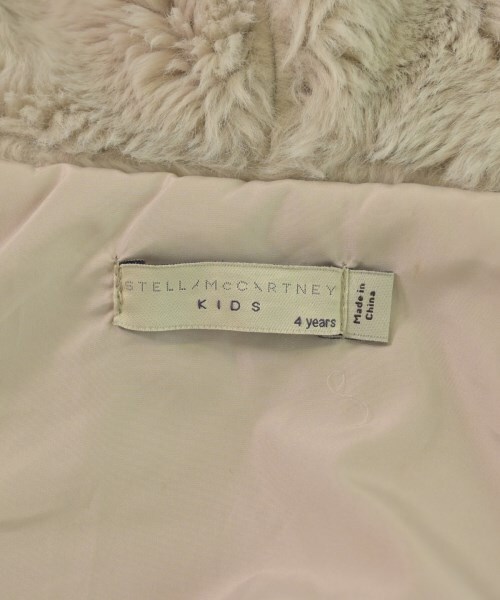 STELLA McCARTNEY
KIDS
4 years
Made in
China